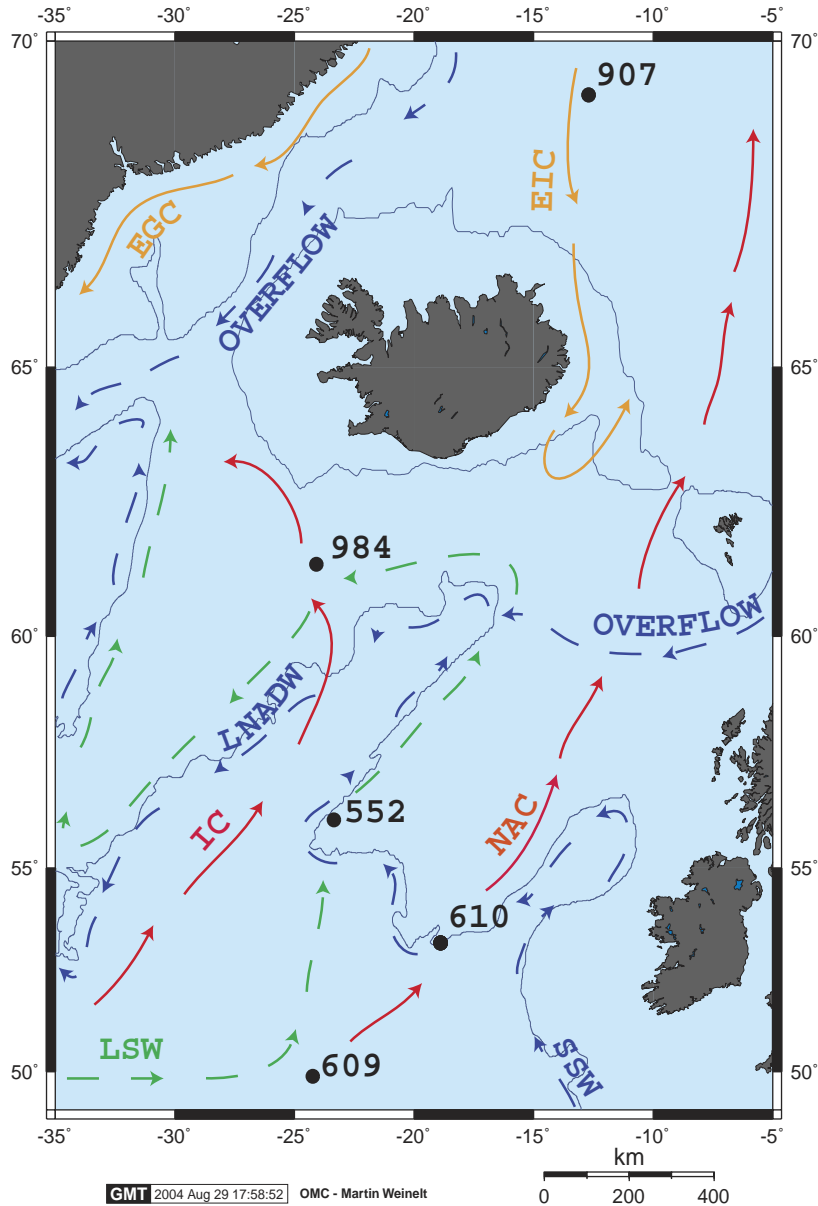 -35˚ -30˚ -25˚ -20˚ -15˚ -10˚ -5˚
70˚ 70˚
907
EIC
EGC
OVERFLOW
65˚ 65˚
984
OVERFLOW
60˚ 60˚
LNADW
552
IC
NAC
55˚ 55˚
610
LSW
609
SSW
50˚ 50˚
-35˚ -30˚ -25˚ -20˚ -15˚ -10˚ -5˚
km
0 200 400
GMT 2004 Aug 29 17:58:52 OMC - Martin Weinelt